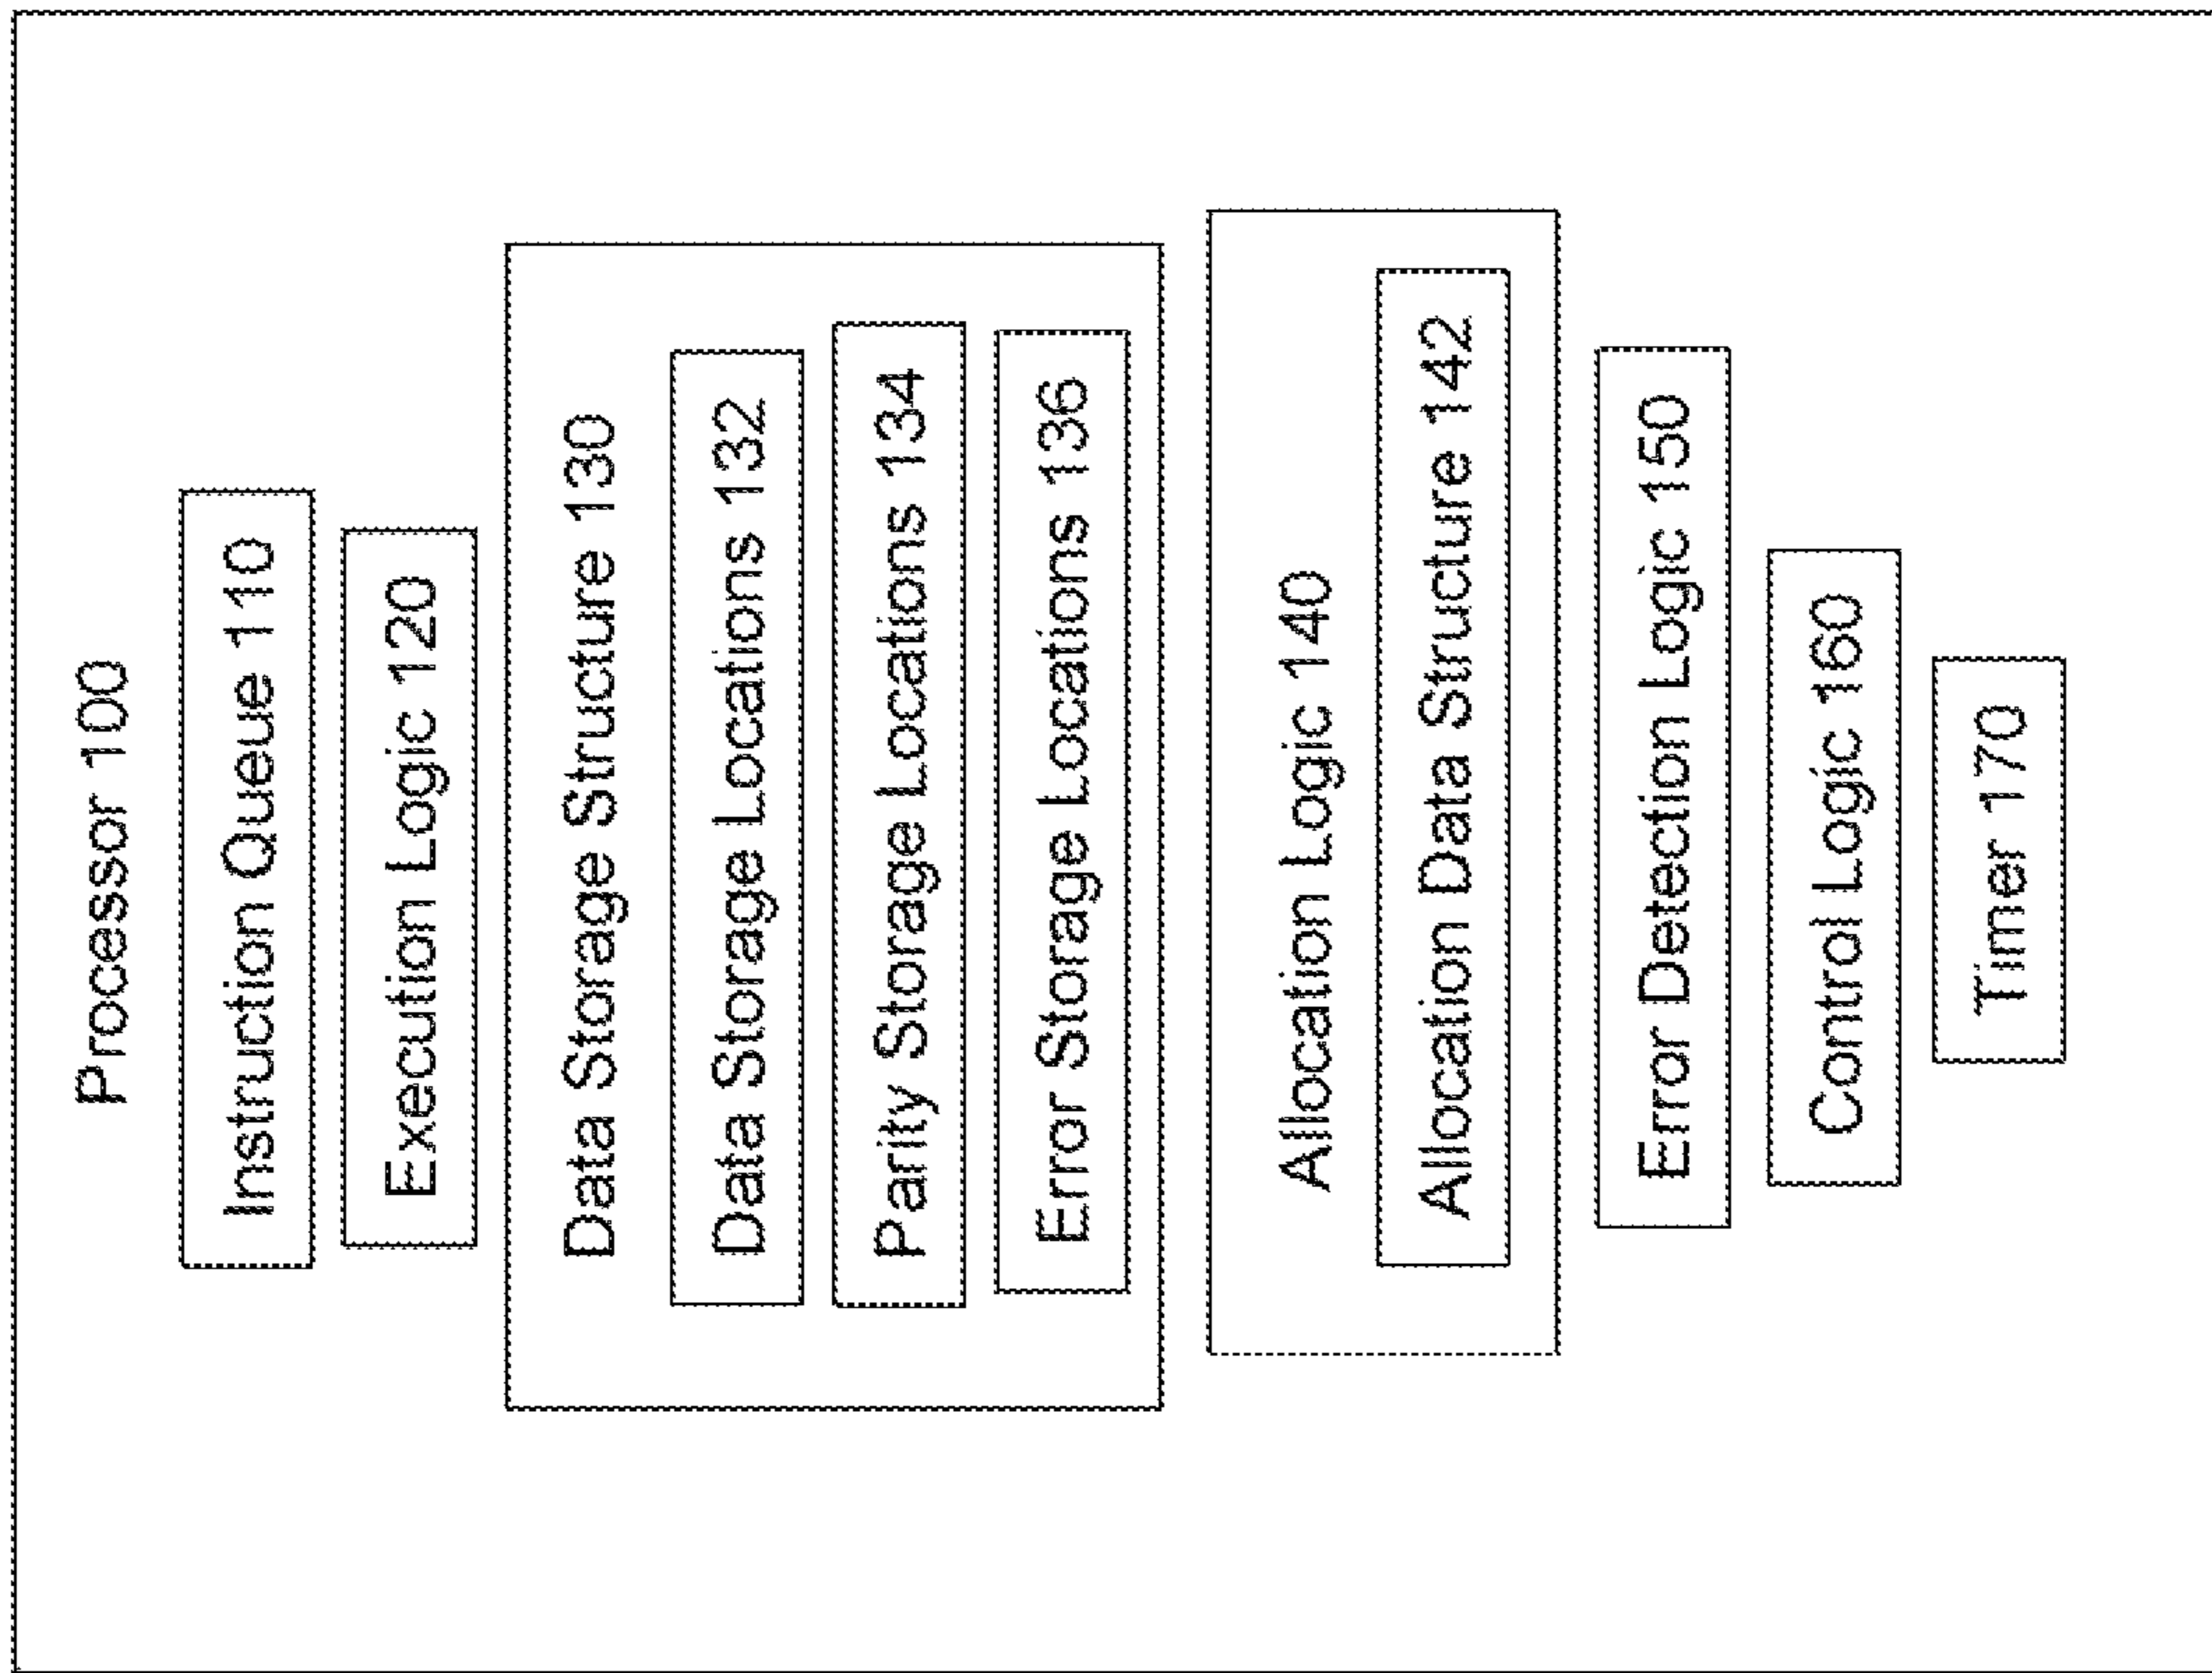 Processor 100
Instruction Queue 110
Execution Logic 120
Data Storage Structure 130
Data Storage Locations 132
Parity Storage Locations 134
Error Storage Locations 136
Allocation Logic 140
Allocation Data Structure 142
Error Detection Logic 150
Control Logic 160
Timer 170